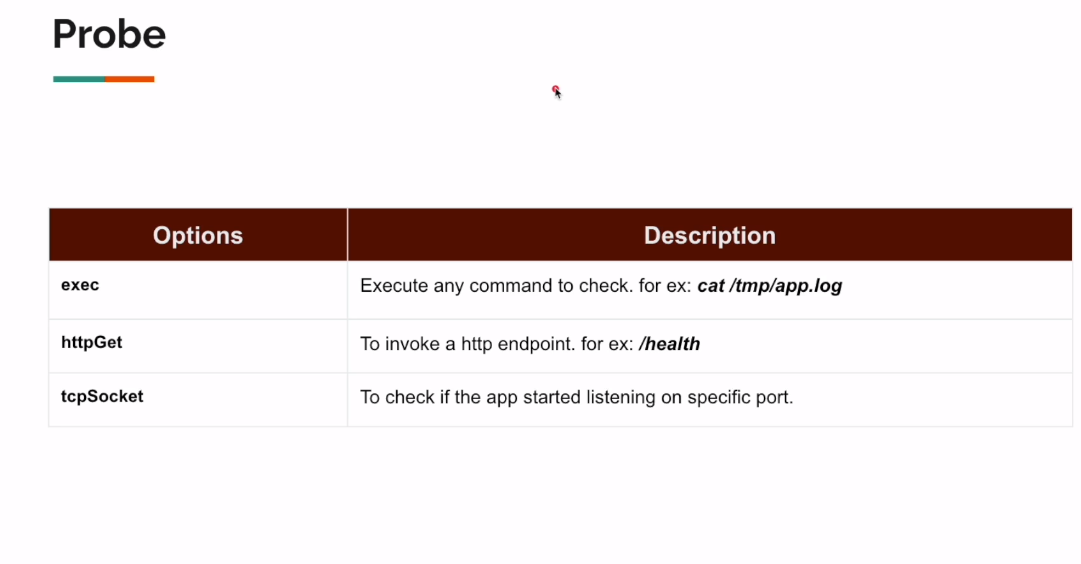 Probe
Options Description
exec Execute any command to check. for ex: cat /tmp/app.log
httpGet To invoke a http endpoint. for ex: /health
tcpSocket To check if the app started listening on specific port.